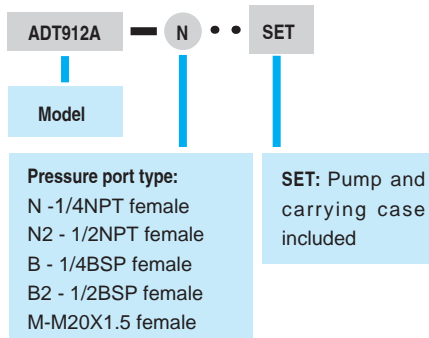 ADT912A — N • • SET
Model
Pressure port type:
N -1/4NPT female
N2 - 1/2NPT female
B - 1/4BSP female
B2 - 1/2BSP female
M-M20X1.5 female
SET: Pump and
carrying case
included